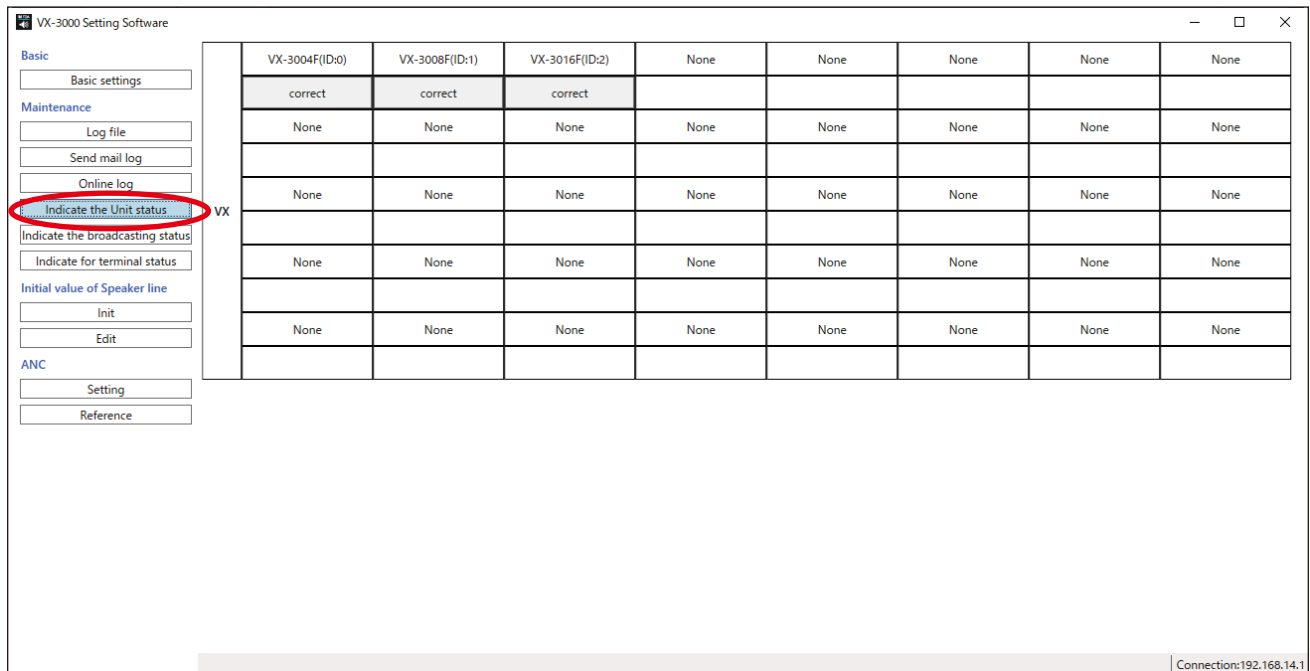 VX-3000 Setting Software
Basic
Basic settings
Maintenance
Log file
Send mail log
Online log
Indicate the Unit status
Indicate the broadcasting status
Indicate for terminal status
Initial value of Speaker line
Init
Edit
ANC
Setting
Reference
VX
VX-3004F(ID:0) VX-3008F(ID:1) VX-3016F(ID:2) None None None None None
correct correct correct
None None None None None None None None
None None None None None None None None
None None None None None None None None
None None None None None None None None
Connection:192.168.14.1